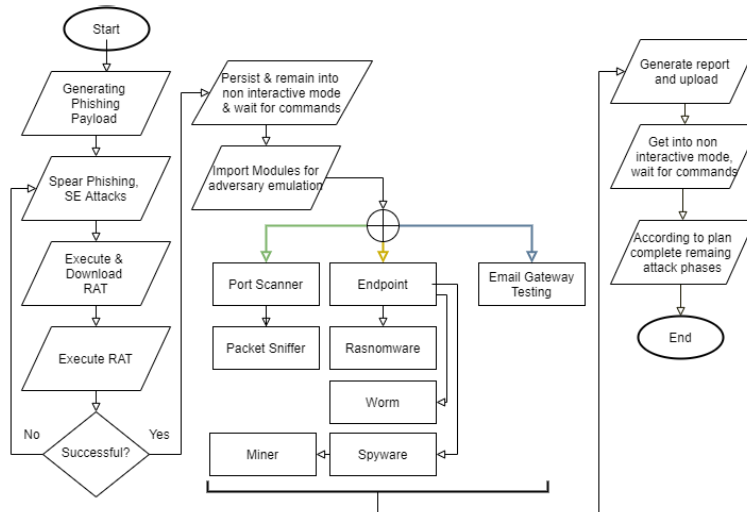 Start
Generating
Phishing
Payload
Spear Phishing,
SE Attacks
Execute &
Download
RAT
Execute RAT
Successful?
No
Yes
Persist & remain into
non interactive mode
& wait for commands
Import Modules for
adversary emulation
Port Scanner
Packet Sniffer
Endpoint
Rasnomware
Worm
Spyware
Miner
Email Gateway
Testing
Generate report
and upload
Get into non
interactive mode,
wait for commands
According to plan
complete remaing
attack phases
End